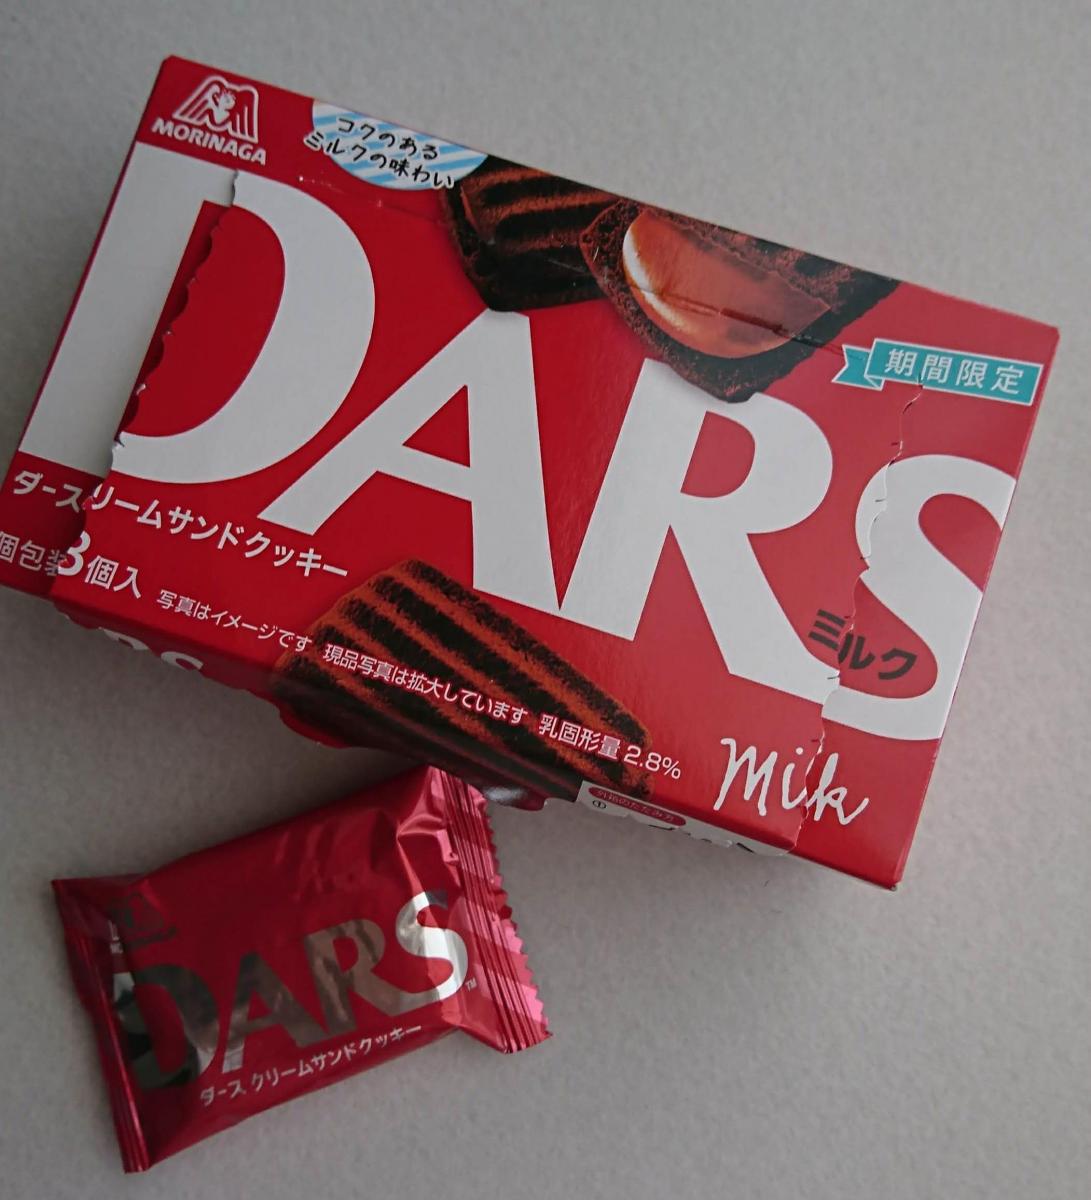 MORINAGA
コクのある
ミルクの味わい
DARS
期間限定
ダース リームサンドクッキー
個包装 8個入
写真はイメージです 現品写真は拡大しています 乳固形量 2.8%
ミルク
Milk
①
DARS™
ダース クリームサンドクッキー